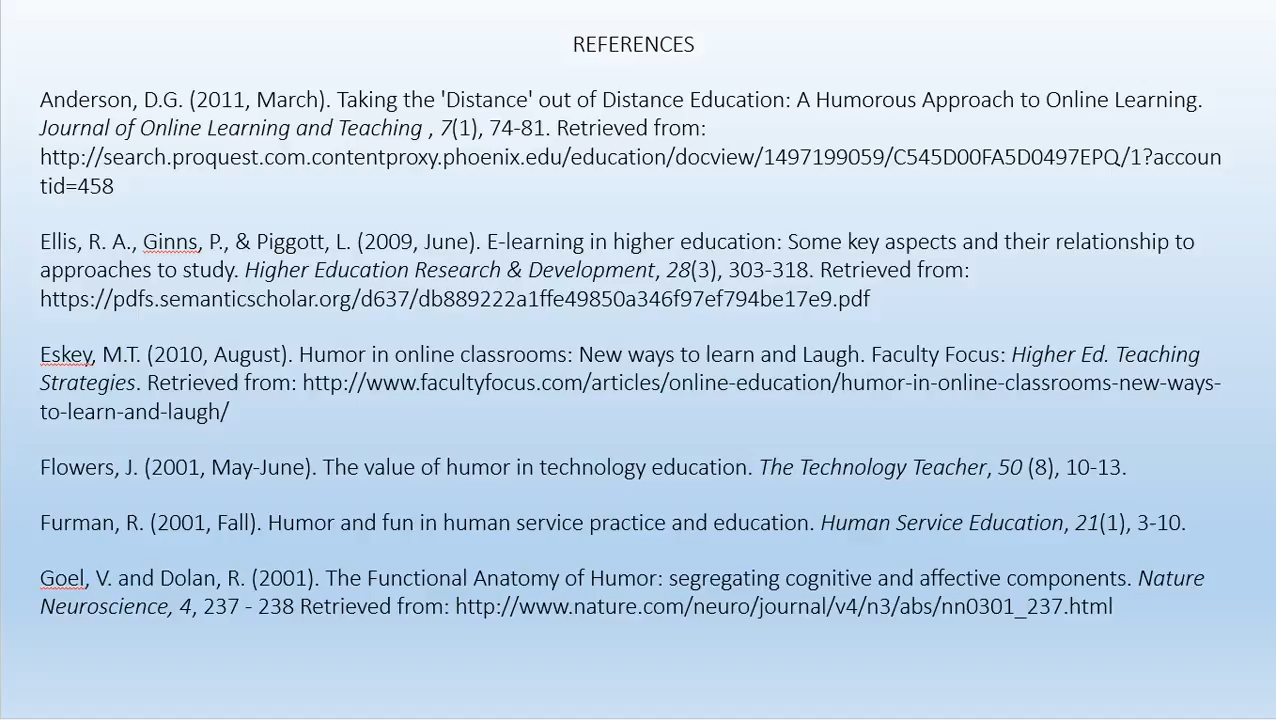 REFERENCES
Anderson, D.G. (2011, March). Taking the 'Distance' out of Distance Education: A Humorous Approach to Online Learning.
Journal of Online Learning and Teaching , 7(1), 74-81. Retrieved from:
http://search.proquest.com.contentproxy.phoenix.edu/education/docview/1497199059/C545D00FA5D0497EPQ/1?accoun
tid=458
Ellis, R. A., Ginns, P., & Piggott, L. (2009, June). E-learning in higher education: Some key aspects and their relationship to
approaches to study. Higher Education Research & Development, 28(3), 303-318. Retrieved from:
https://pdfs.semanticscholar.org/d637/db889222a1ffe49850a346f97ef794be17e9.pdf
Eskey, M.T. (2010, August). Humor in online classrooms: New ways to learn and Laugh. Faculty Focus: Higher Ed. Teaching
Strategies. Retrieved from: http://www.facultyfocus.com/articles/online-education/humor-in-online-classrooms-new-ways-
to-learn-and-laugh/
Flowers, J. (2001, May-June). The value of humor in technology education. The Technology Teacher, 50 (8), 10-13.
Furman, R. (2001, Fall). Humor and fun in human service practice and education. Human Service Education, 21(1), 3-10.
Goel, V. and Dolan, R. (2001). The Functional Anatomy of Humor: segregating cognitive and affective components. Nature
Neuroscience, 4, 237 - 238 Retrieved from: http://www.nature.com/neuro/journal/v4/n3/abs/nn0301_237.html